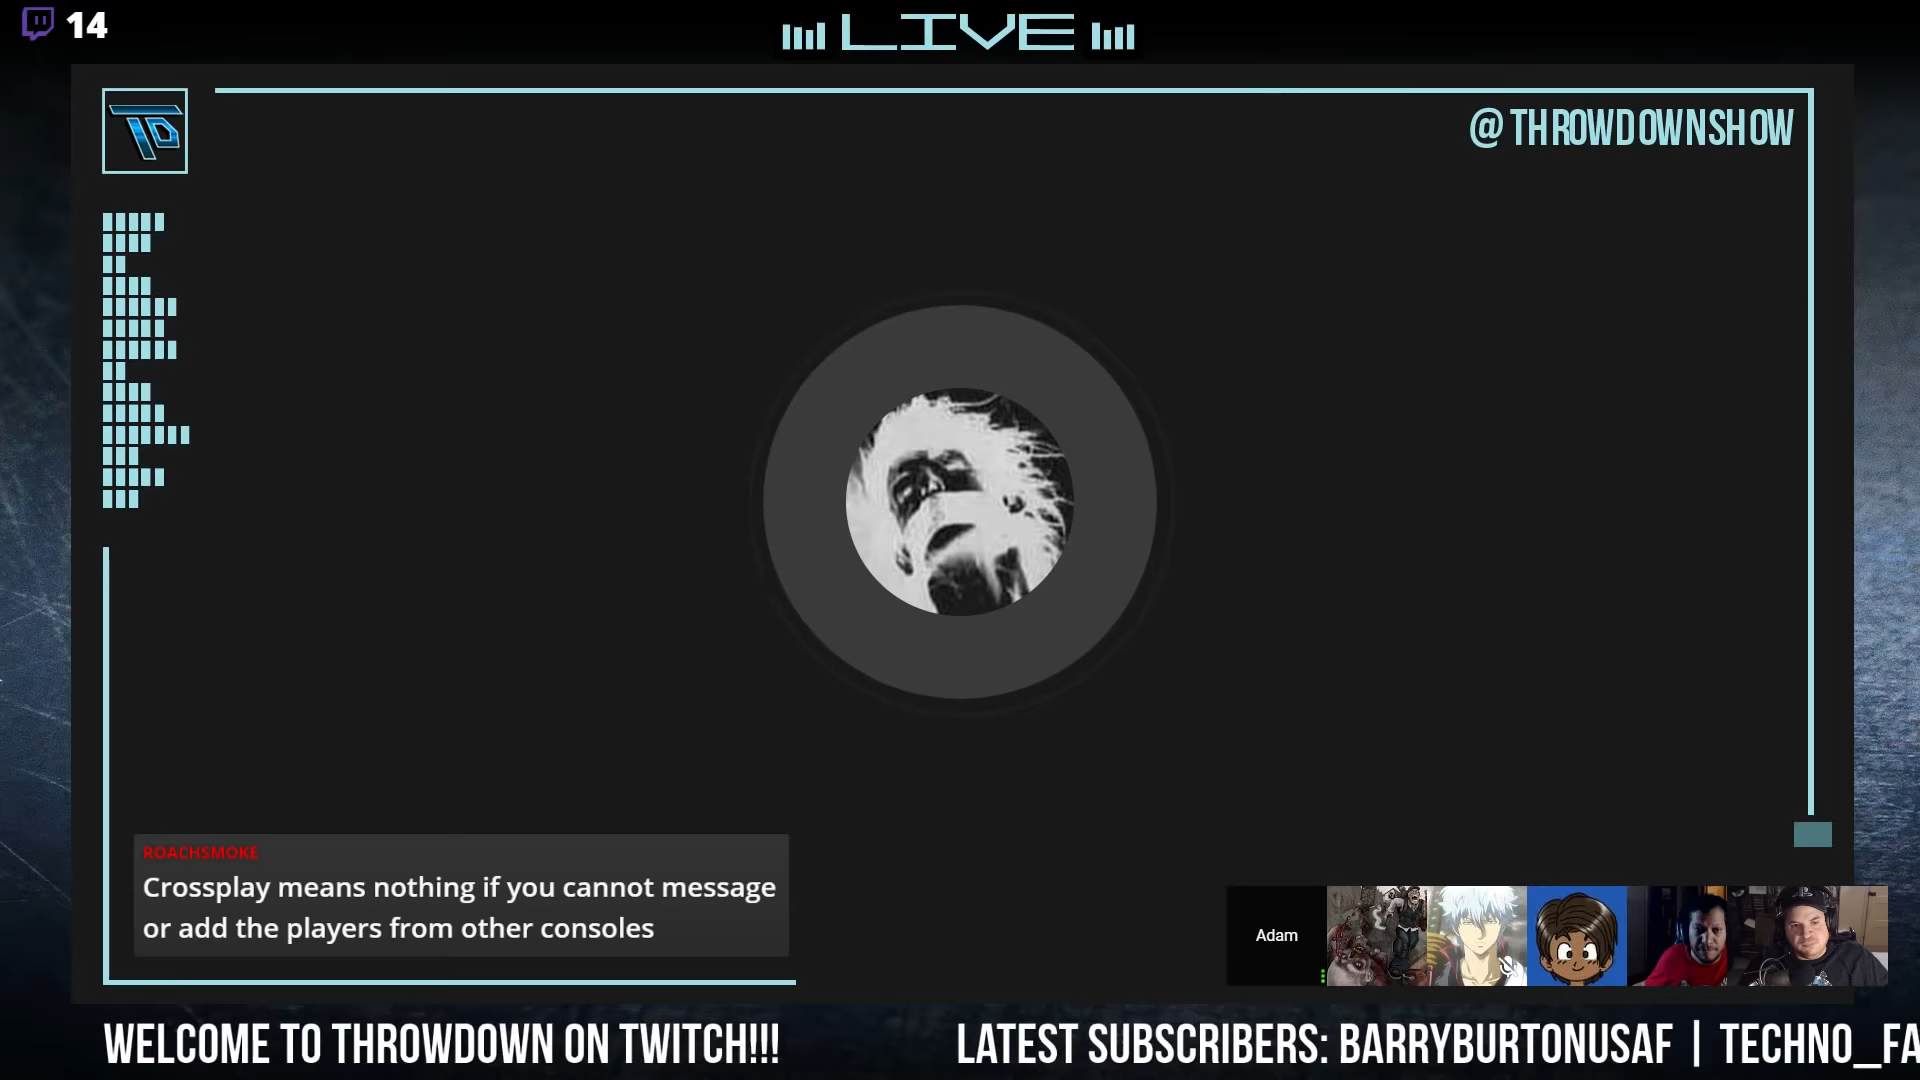 14
LIVE
TD
@THROWDOWNSHOW
ROACHSMOKE
Crossplay means nothing if you cannot message
or add the players from other consoles
Adam
WELCOME TO THROWDOWN ON TWITCH!!!
LATEST SUBSCRIBERS: BARRYBURTONUSAF | TECHNO_FA